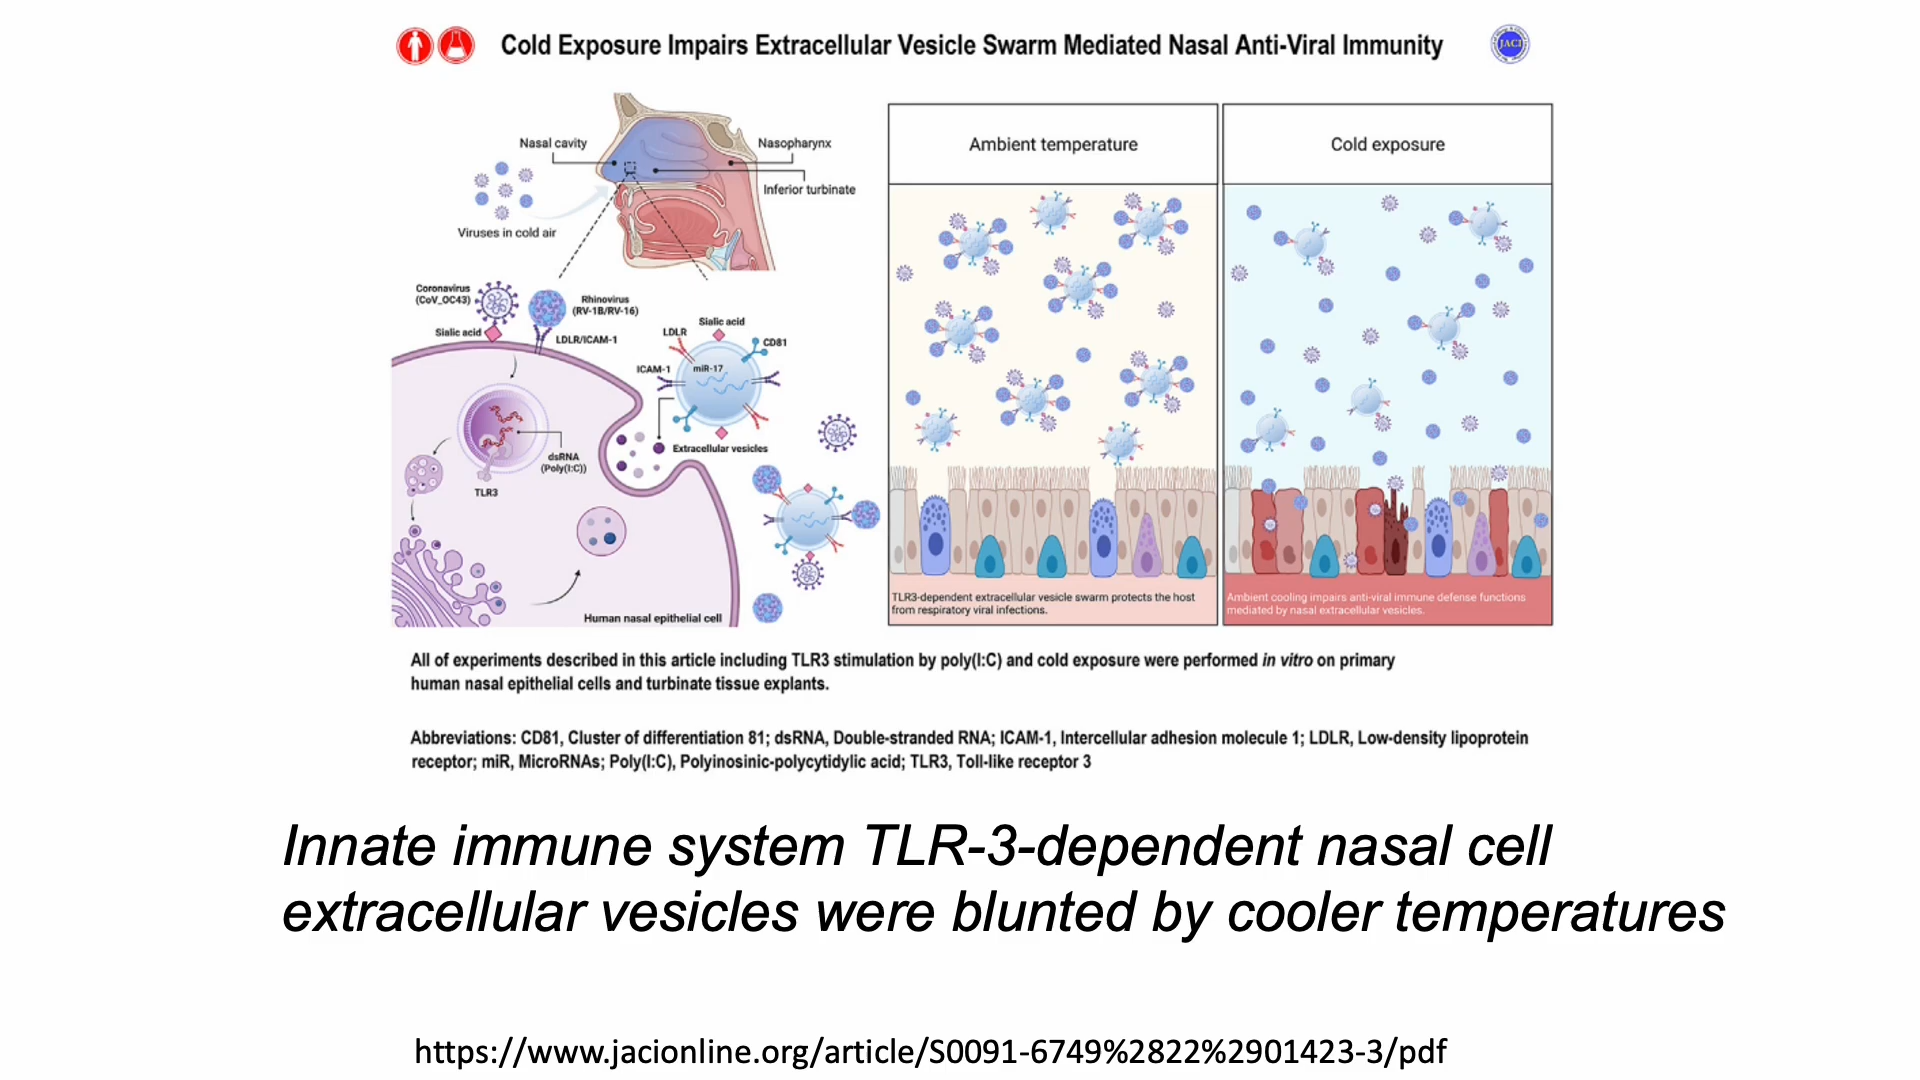 Cold Exposure Impairs Extracellular Vesicle Swarm Mediated Nasal Anti-Viral Immunity
JACI
Nasal cavity
Nasopharynx
Inferior turbinate
Viruses in cold air
Coronavirus
(CoV_OC43)
Rhinovirus
(RV-1B/RV-16)
Sialic acid
LDLR/ICAM-1
Sialic acid
LDLR
CD81
ICAM-1
miR-17
Extracellular vesicles
dsRNA
(Poly(I:C))
TLR3
Human nasal epithelial cell
Ambient temperature
TLR3-dependent extracellular vesicle swarm protects the host
from respiratory viral infections.
Cold exposure
Ambient cooling impairs anti-viral immune defense functions
mediated by nasal extracellular vesicles.
All of experiments described in this article including TLR3 stimulation by poly(I:C) and cold exposure were performed in vitro on primary
human nasal epithelial cells and turbinate tissue explants.
Abbreviations: CD81, Cluster of differentiation 81; dsRNA, Double-stranded RNA; ICAM-1, Intercellular adhesion molecule 1; LDLR, Low-density lipoprotein
receptor; miR, MicroRNAs; Poly(I:C), Polyinosinic-polycytidylic acid; TLR3, Toll-like receptor 3
Innate immune system TLR-3-dependent nasal cell
extracellular vesicles were blunted by cooler temperatures
https://www.jacionline.org/article/S0091-6749%2822%2901423-3/pdf